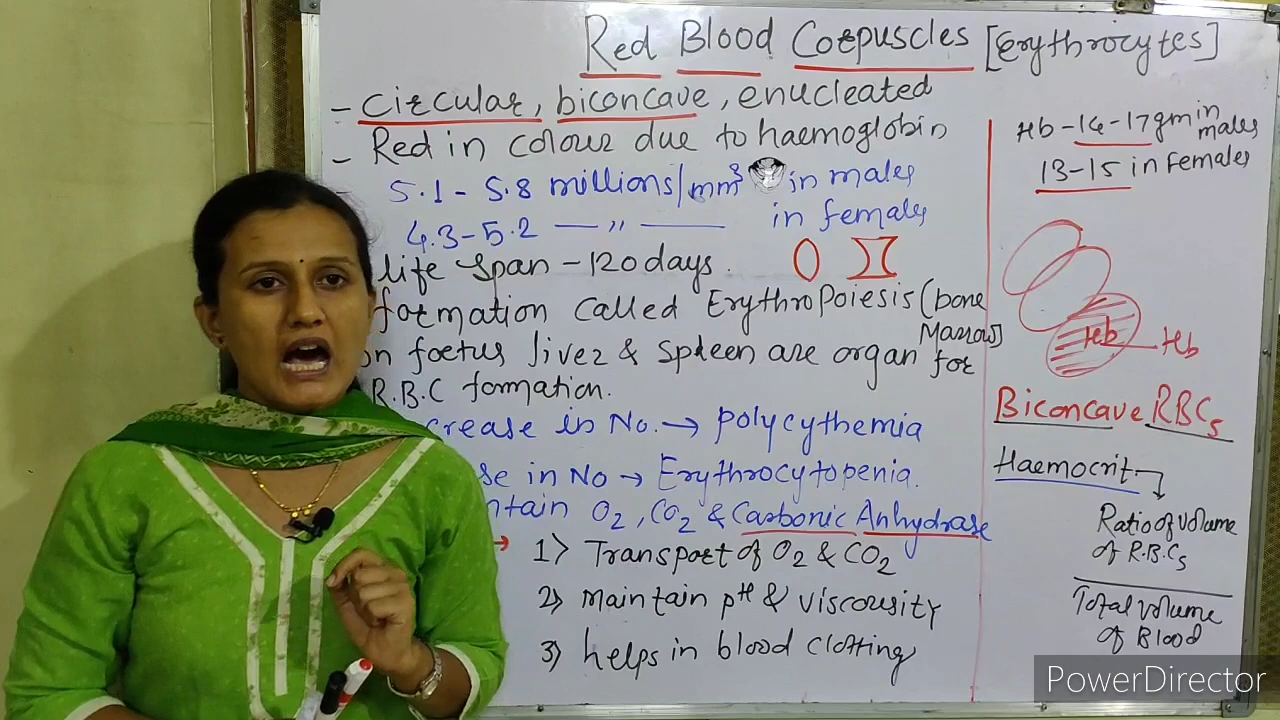 Red Blood Corpuscles [Erythrocytes]
- circular, biconcave, enucleated
- Red in colour due to haemoglobin
- 5.1 - 5.8 millions/mm³ in males
4.3-5.2 — 〃 — in females
life span - 120 days.
formation called Erythropoiesis (bone Marrow)
In foetus liver & spleen are organ for
R.B.C formation.
crease in No. → polycythemia
se in No → Erythrocytopenia.
ntain O₂, CO₂ & Carbonic Anhydrase
→ 1) Transport of O₂ & CO₂
2) maintain pH & viscousity
3) helps in blood clotting
Hb - 14-17gm in males
13-15 in females
Hb — Hb
Biconcave RBCs
Haemocrit
Ratio of volume
of R.B.Cs
Total volume
of Blood
PowerDirector